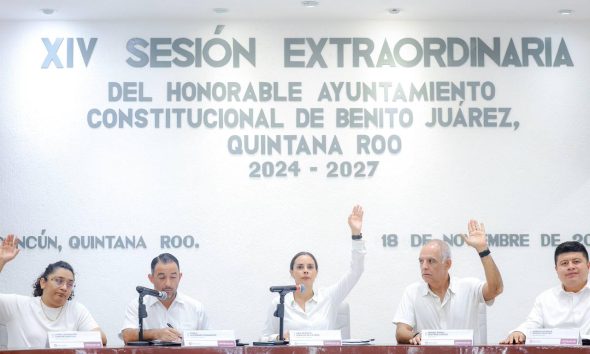 XIV SESIÓN EXTRAORDINARIA
DEL HONORABLE AYUNTAMIENTO
CONSTITUCIONAL DE BENITO JUÁREZ,
QUINTANA ROO
2024 - 2027
CANCÚN, QUINTANA ROO. 18 DE NOVIEMBRE DE 20